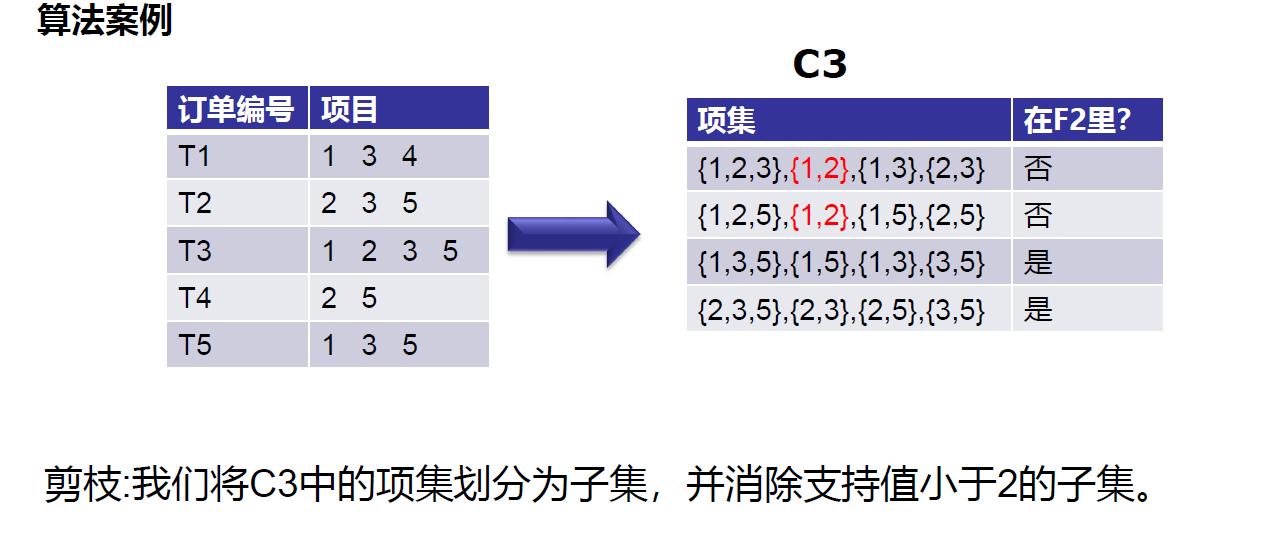 算法案例
C3
订单编号 项目
T1 1 3 4
T2 2 3 5
T3 1 2 3 5
T4 2 5
T5 1 3 5
项集 在F2里?
{1,2,3},{1,2},{1,3},{2,3} 否
{1,2,5},{1,2},{1,5},{2,5} 否
{1,3,5},{1,5},{1,3},{3,5} 是
{2,3,5},{2,3},{2,5},{3,5} 是
剪枝:我们将C3中的项集划分为子集，并消除支持值小于2的子集。